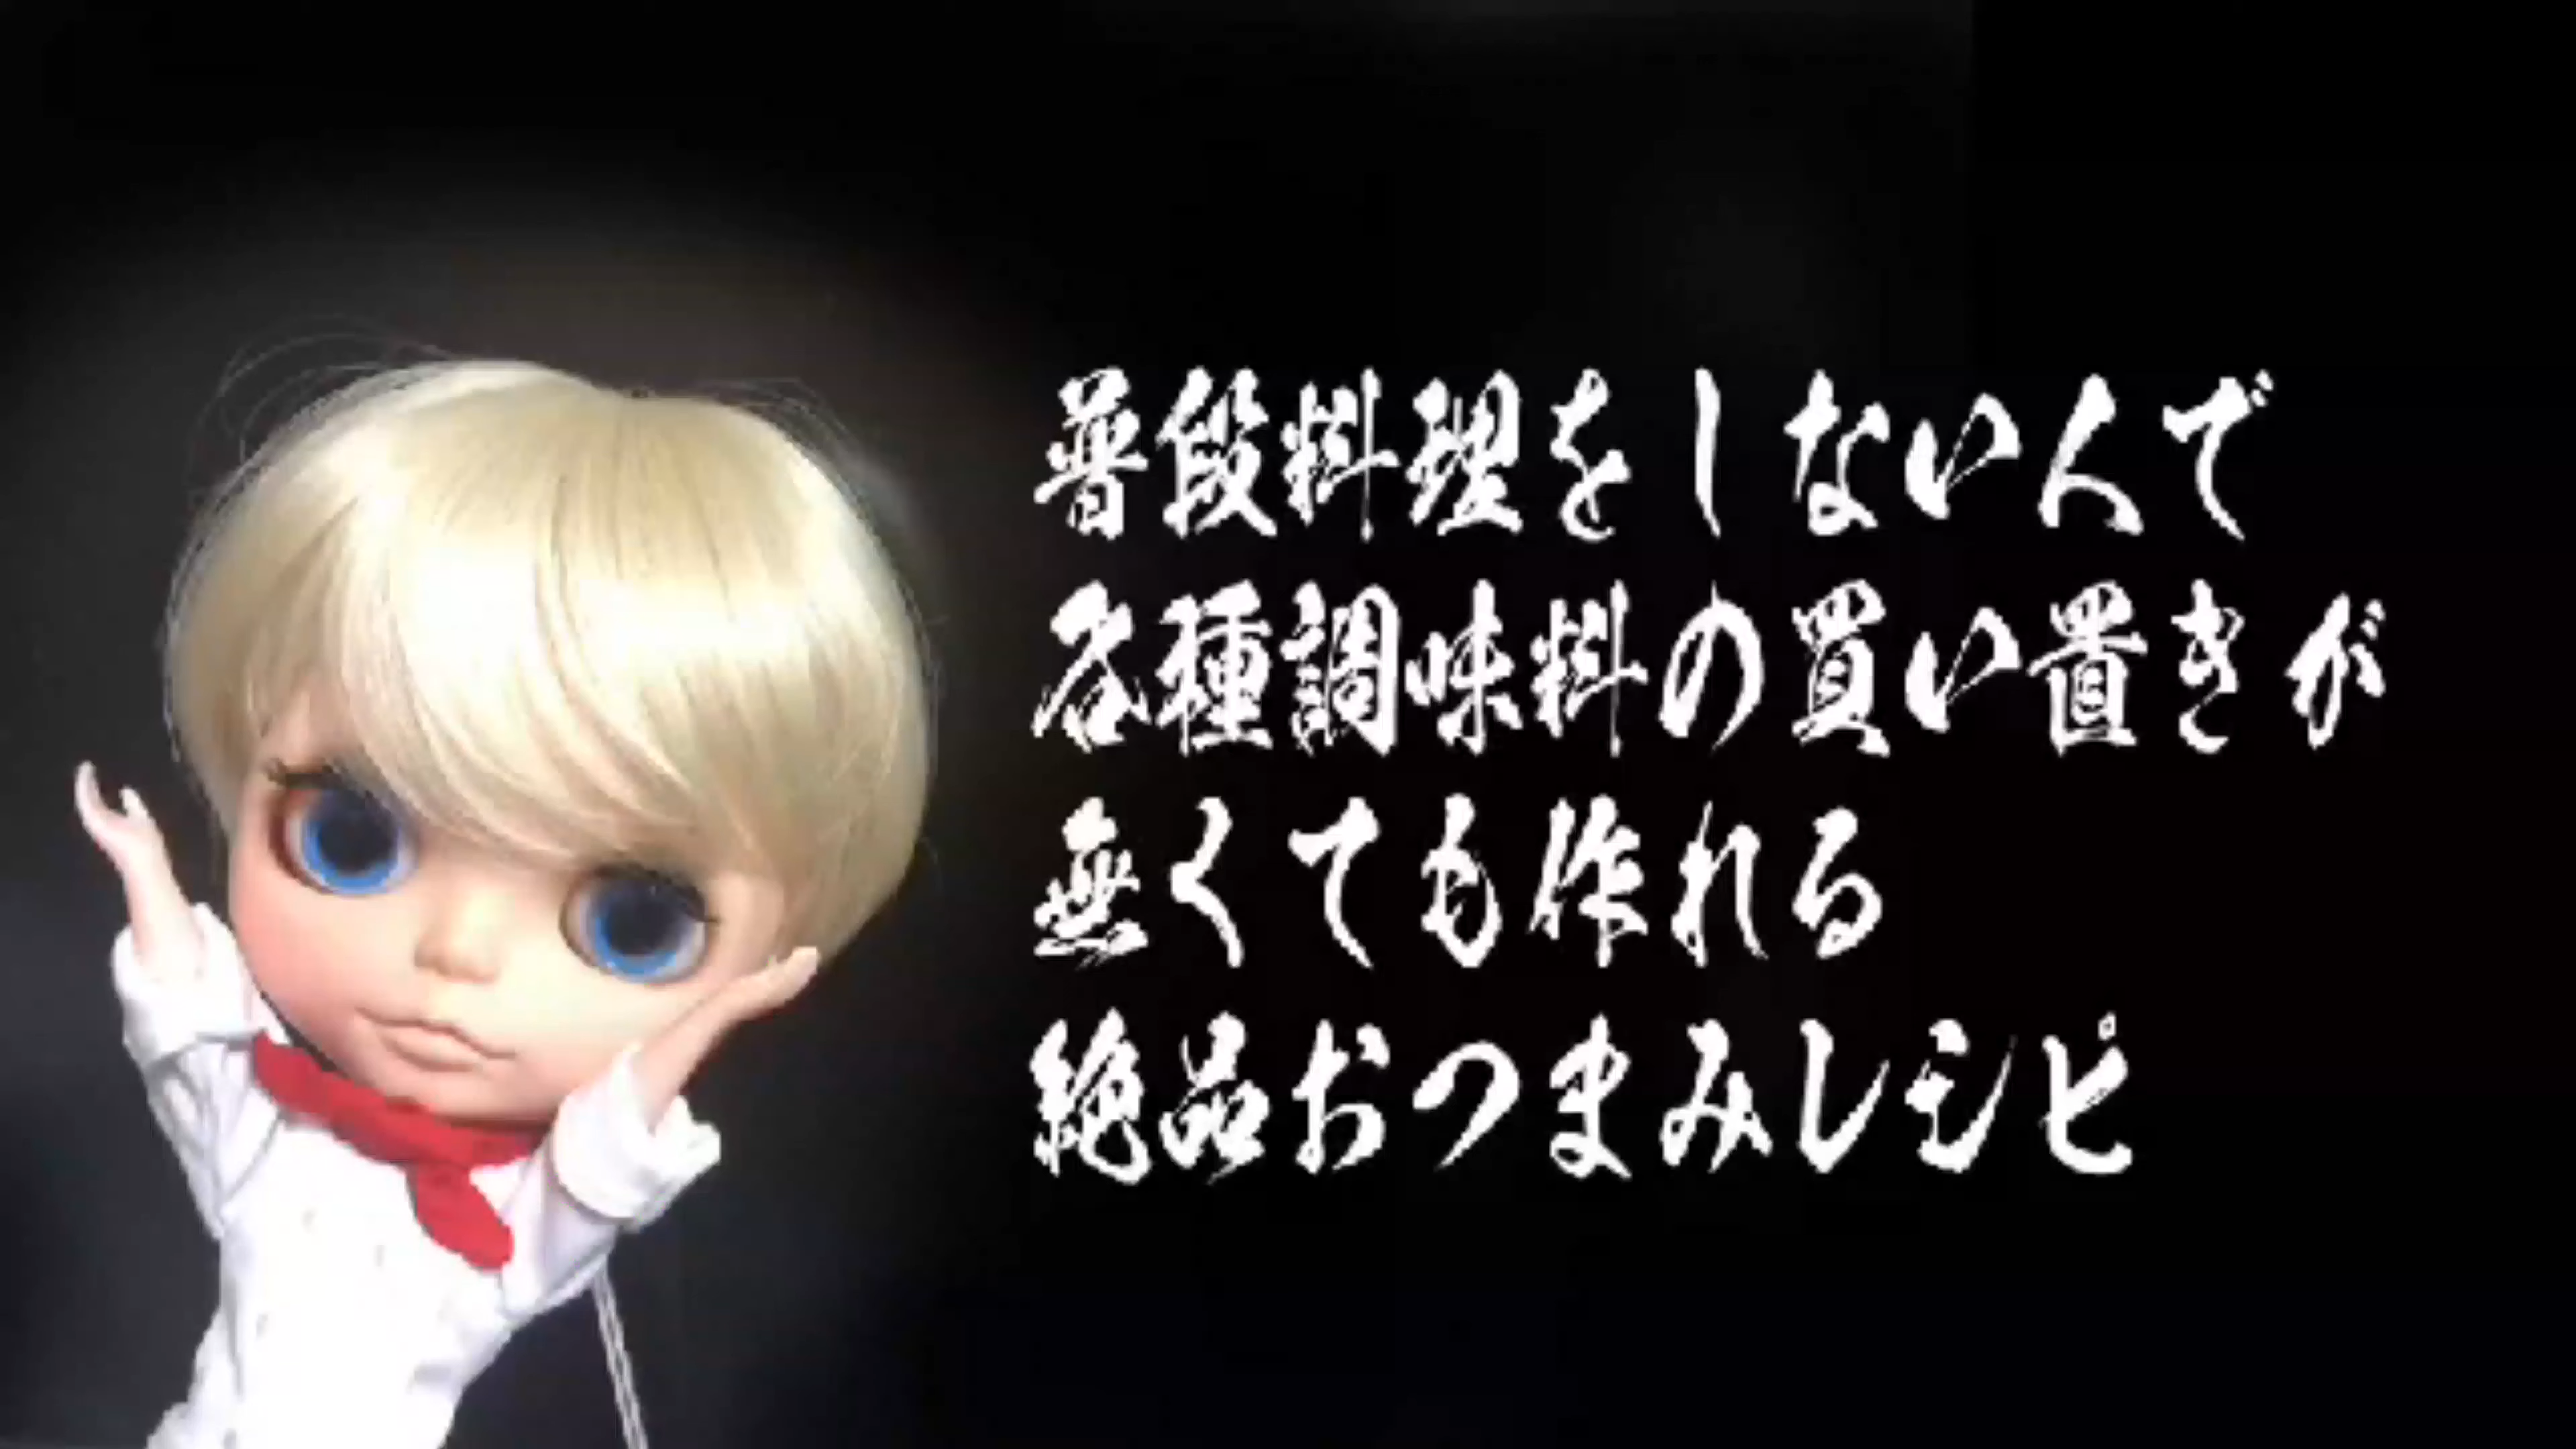 普段料理をしない人で
各種調味料の買い置きが
無くても作れる
絶品おつまみレシピ